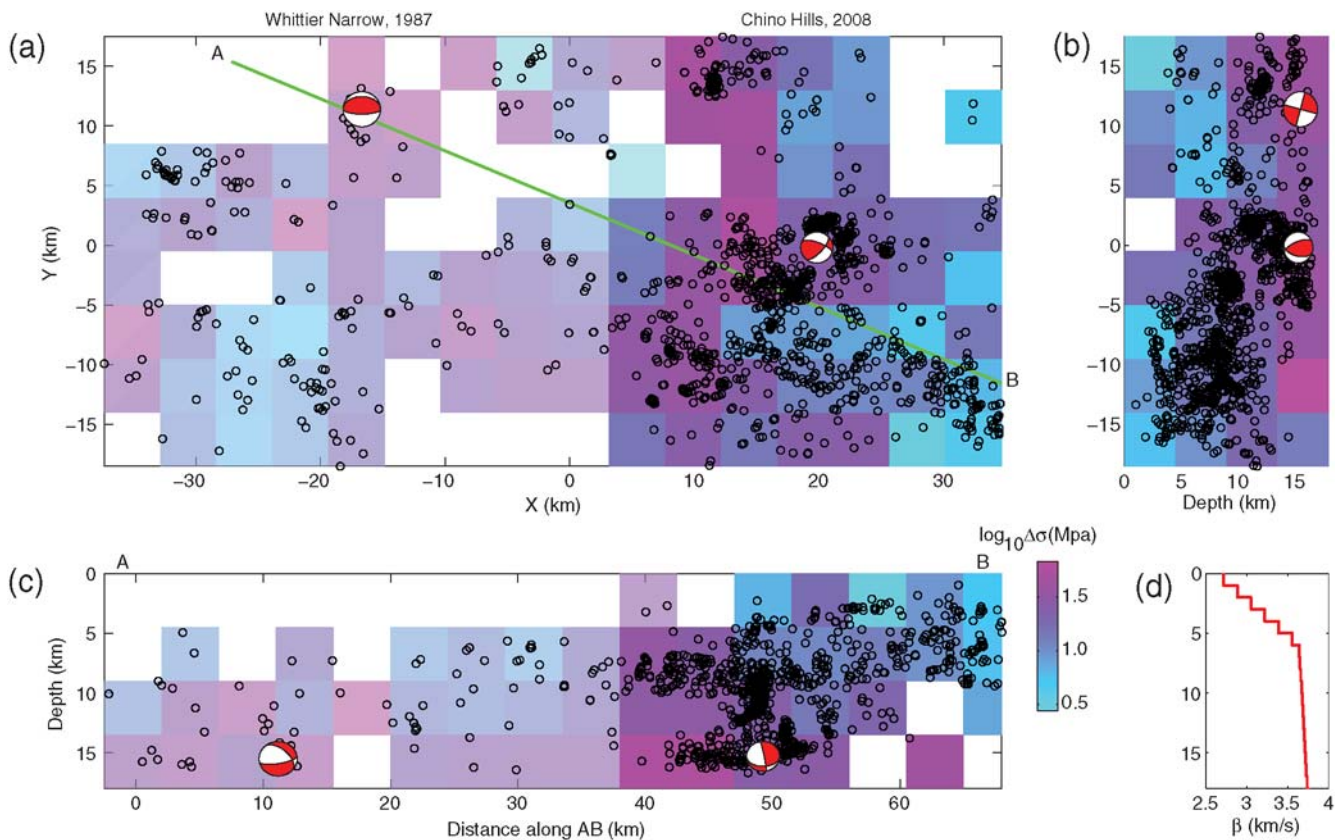 Whittier Narrow, 1987
Chino Hills, 2008
(a)
A
B
15
10
5
0
−5
−10
−15
Y (km)
−30
−20
−10
0
10
20
30
X (km)
(b)
15
10
5
0
−5
−10
−15
0
5
10
15
Depth (km)
(c)
A
B
0
5
10
15
Depth (km)
0
10
20
30
40
50
60
Distance along AB (km)
log10Δσ(Mpa)
1.5
1.0
0.5
(d)
0
5
10
15
2.5
3
3.5
4
β (km/s)